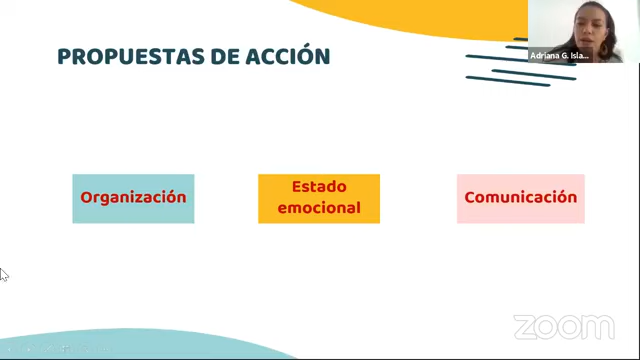 PROPUESTAS DE ACCIÓN
Adriana G. Isla...
Organización
Estado
emocional
Comunicación
zoom